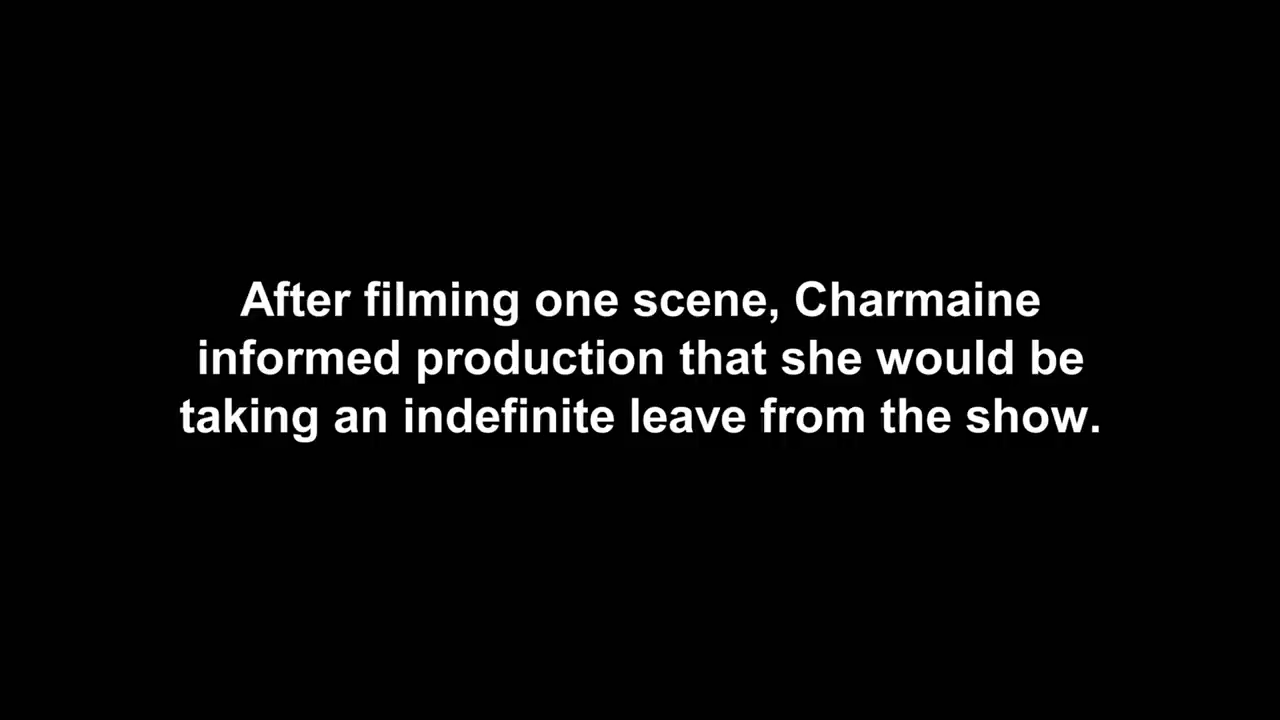 After filming one scene, Charmaine
informed production that she would be
taking an indefinite leave from the show.